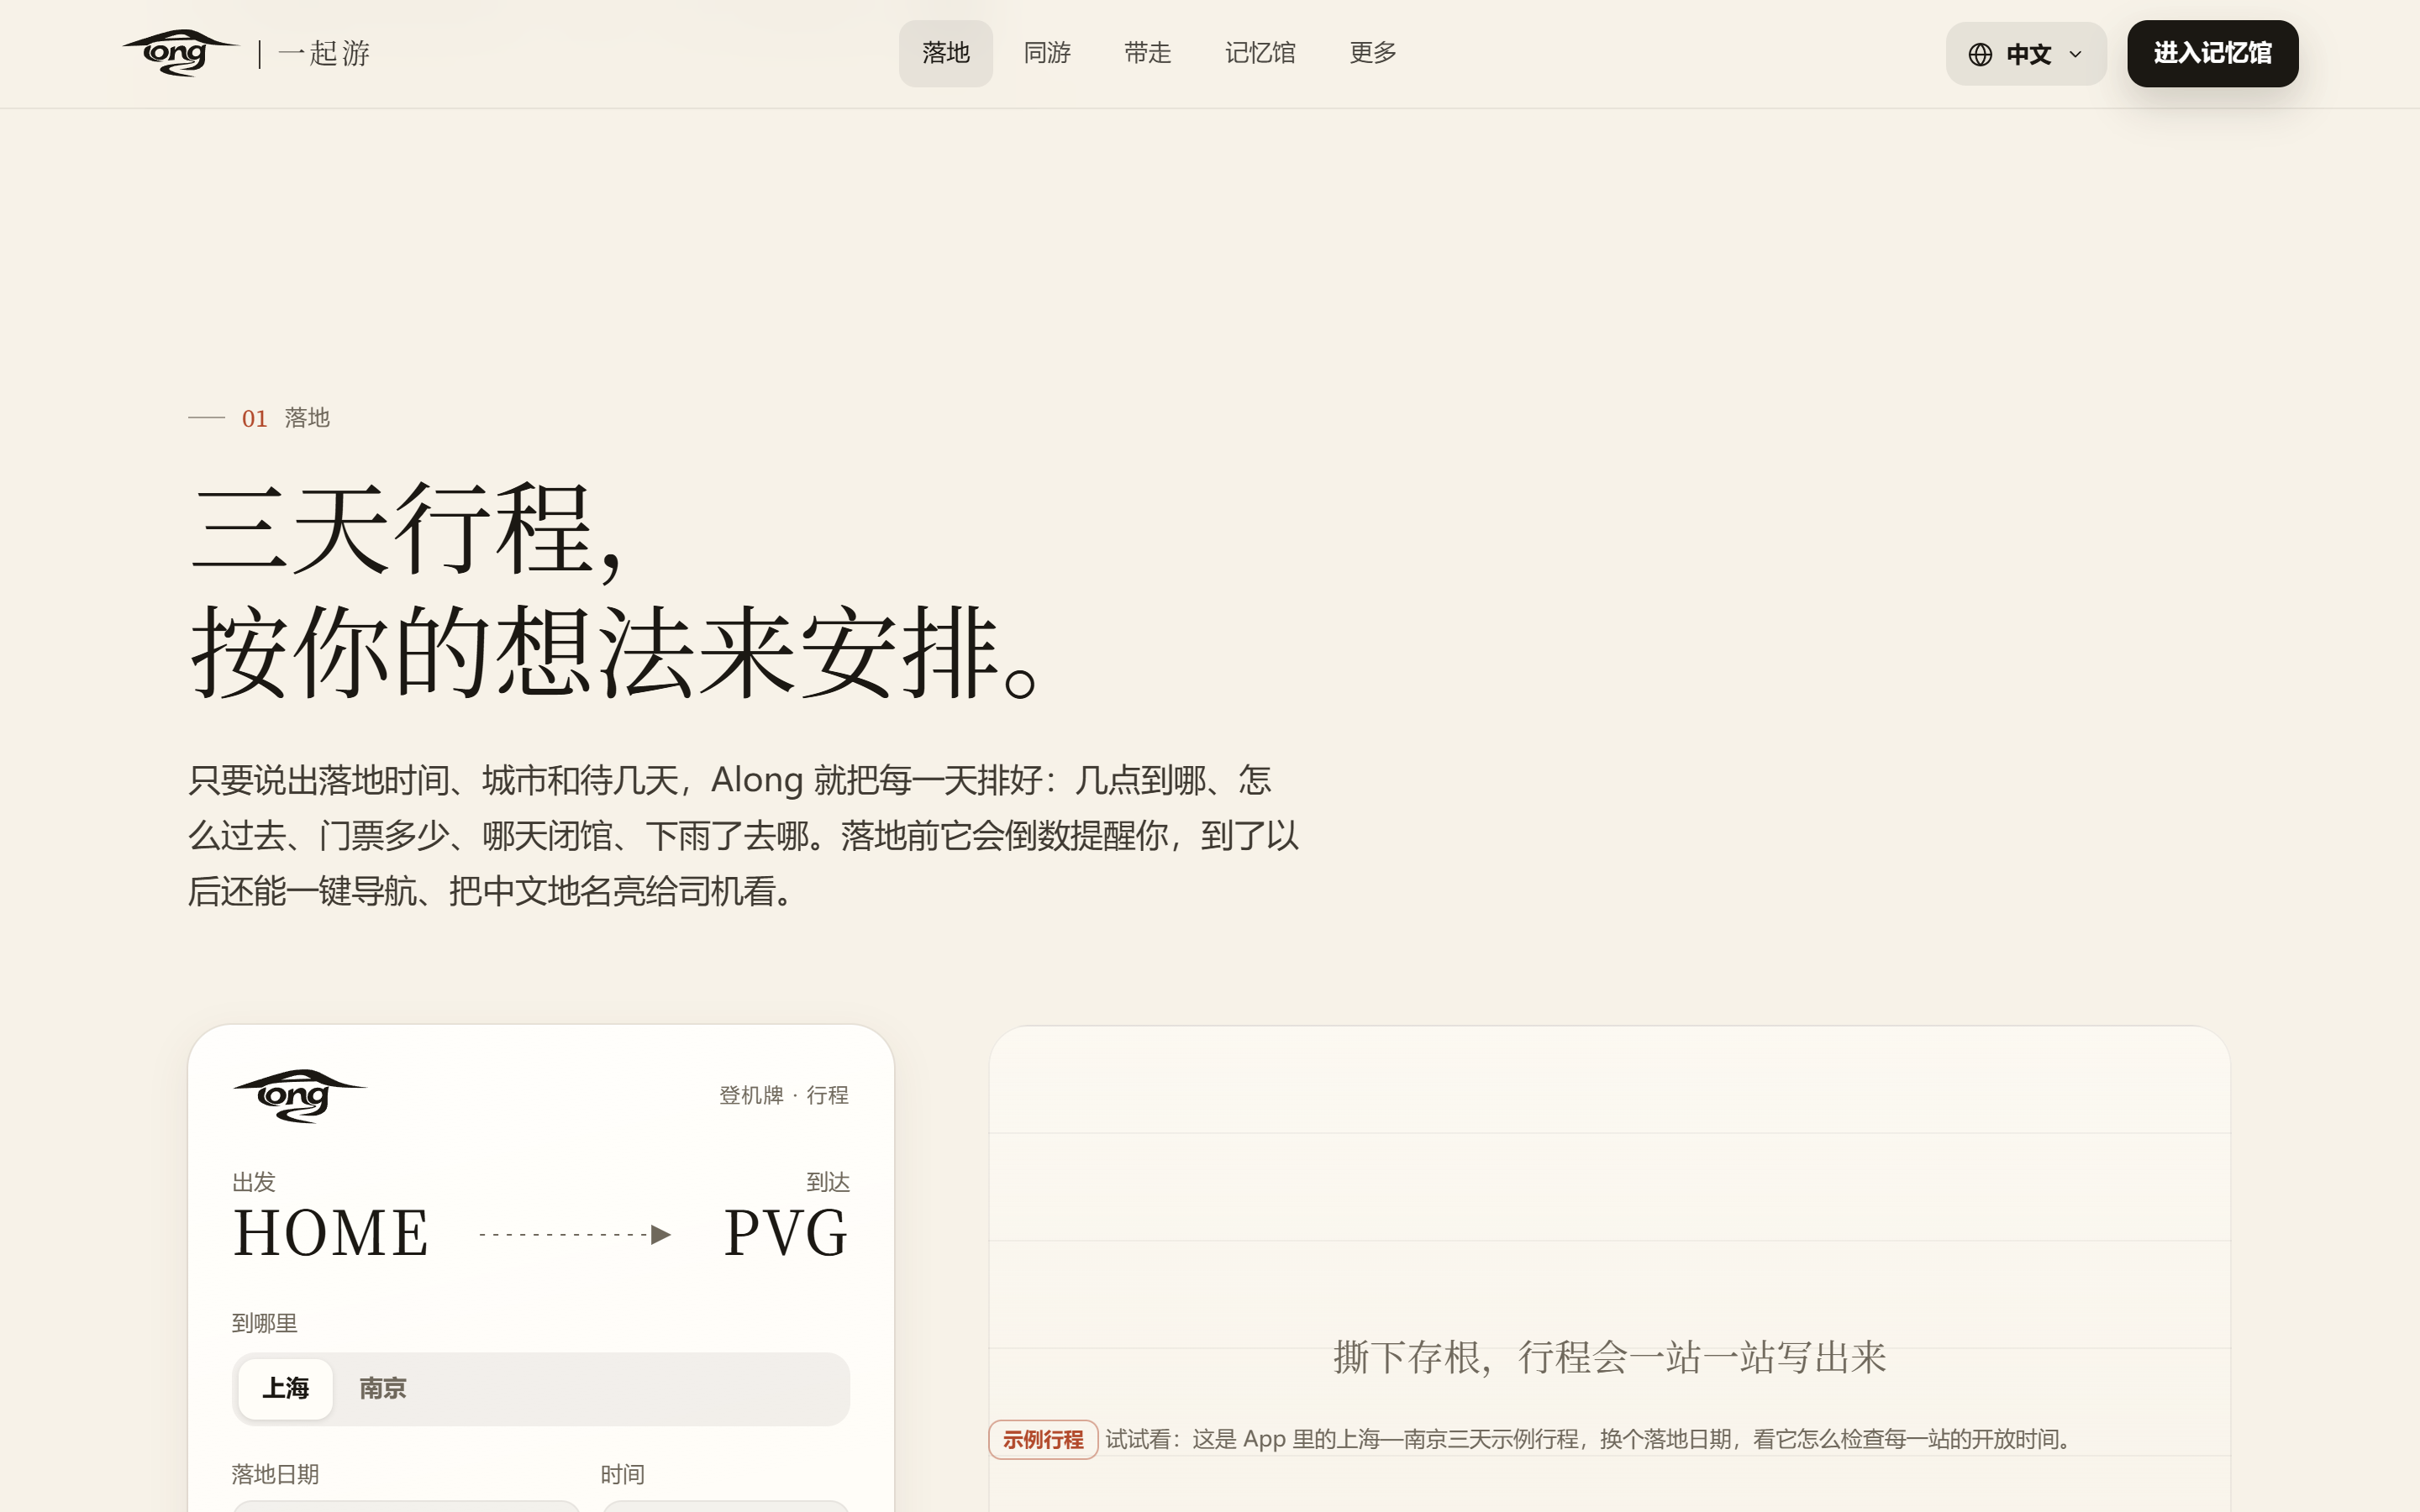 long
一起游
落地
同游
带走
记忆馆
更多
中文
进入记忆馆
01 落地
三天行程，
按你的想法来安排。
只要说出落地时间、城市和待几天，Along 就把每一天排好：几点到哪、怎
么过去、门票多少、哪天闭馆、下雨了去哪。落地前它会倒数提醒你，到了以
后还能一键导航、把中文地名亮给司机看。
long
登机牌 · 行程
出发
到达
HOME
PVG
到哪里
上海
南京
落地日期
时间
撕下存根，行程会一站一站写出来
示例行程 试试看：这是 App 里的上海—南京三天示例行程，换个落地日期，看它怎么检查每一站的开放时间。